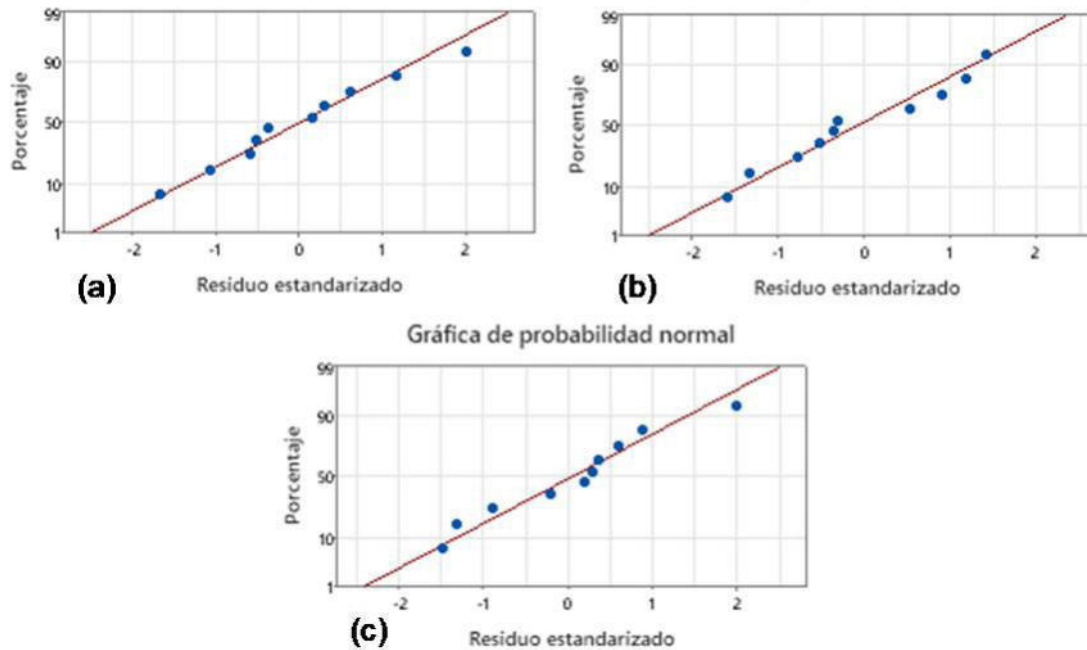 99
90
50
10
1
Porcentaje
-2 -1 0 1 2
Residuo estandarizado
(a)
99
90
50
10
1
Porcentaje
-2 -1 0 1 2
Residuo estandarizado
(b)
Gráfica de probabilidad normal
99
90
50
10
1
Porcentaje
-2 -1 0 1 2
Residuo estandarizado
(c)